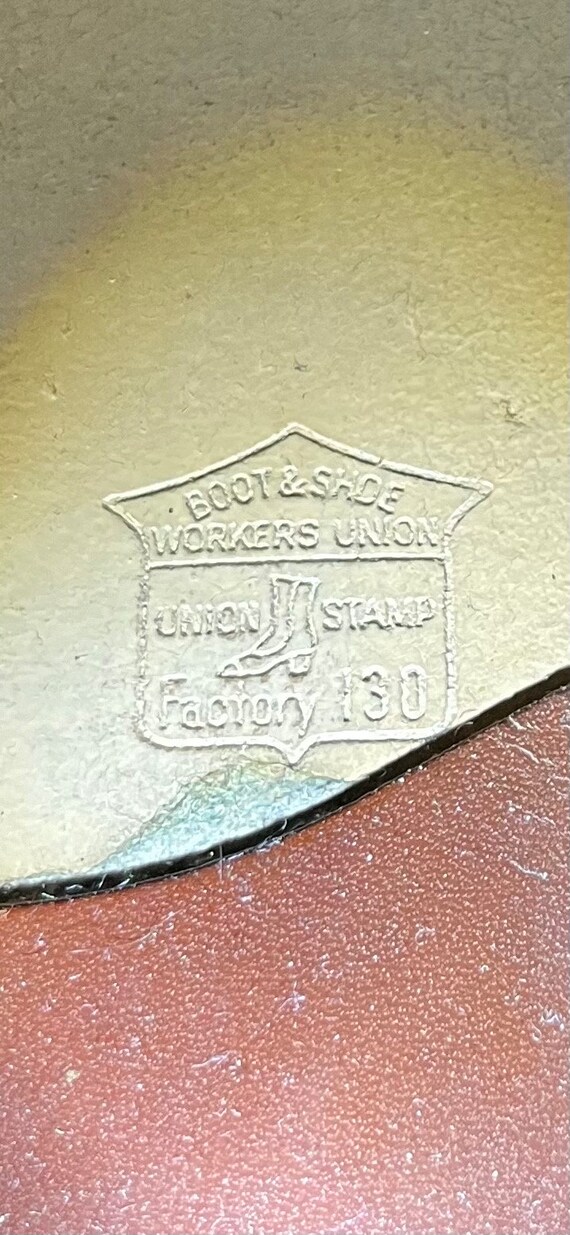 BOOT & SHOE
WORKERS UNION
UNION STAMP
Factory 130